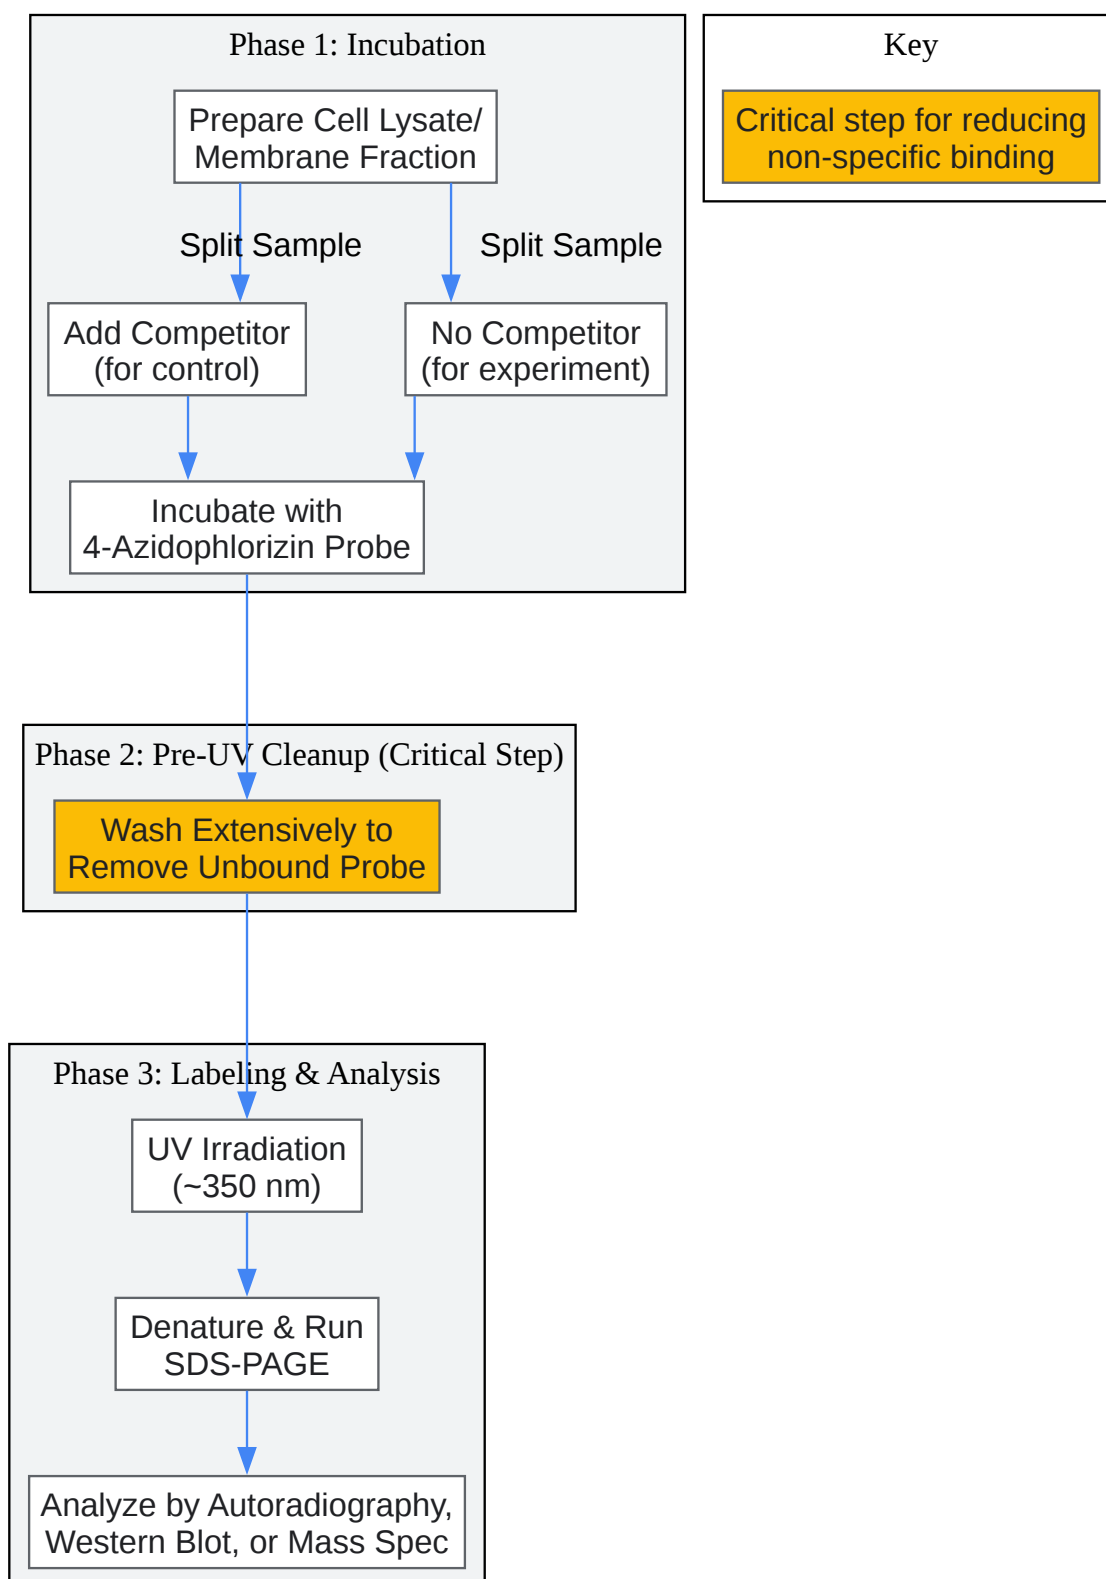 Phase 1: Incubation
Prepare Cell Lysate/
Membrane Fraction
Split Sample
Split Sample
Add Competitor
(for control)
No Competitor
(for experiment)
Incubate with
4-Azidophlorizin Probe
Key
Critical step for reducing
non-specific binding
Phase 2: Pre-UV Cleanup (Critical Step)
Wash Extensively to
Remove Unbound Probe
Phase 3: Labeling & Analysis
UV Irradiation
(~350 nm)
Denature & Run
SDS-PAGE
Analyze by Autoradiography,
Western Blot, or Mass Spec